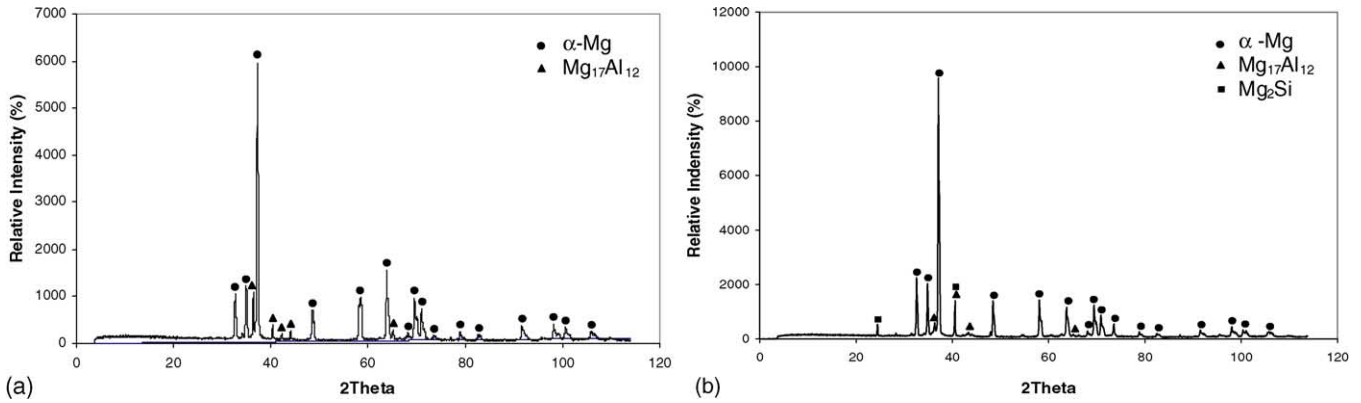 7000
6000
5000
4000
3000
2000
1000
0
0 20 40 60 80 100 120
Relative Intensity (%)
2Theta
● α-Mg
▲ Mg₁₇Al₁₂
(a)
12000
10000
8000
6000
4000
2000
0
0 20 40 60 80 100 120
Relative Indensity (%)
2Theta
● α -Mg
▲ Mg₁₇Al₁₂
■ Mg₂Si
(b)